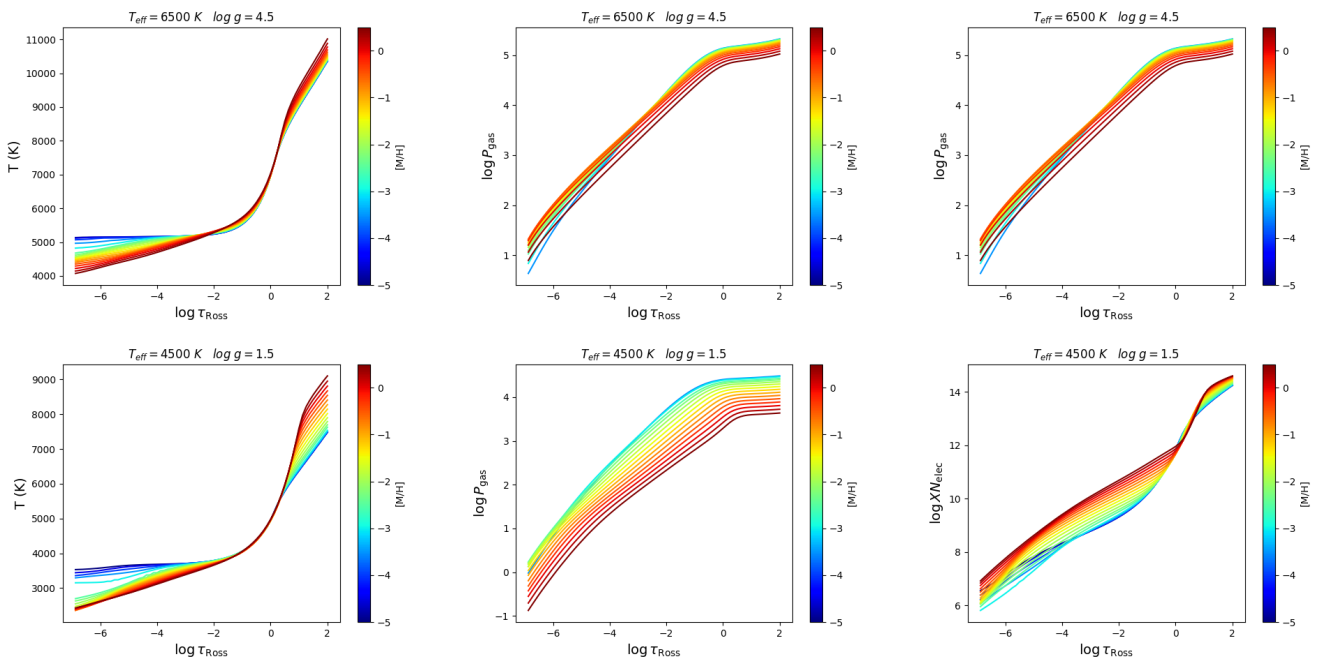 T_eff = 6500 K log g = 4.5
11000
10000
9000
8000
7000
6000
5000
4000
T (K)
−6 −4 −2 0 2
log τ_Ross
0
−1
−2
−3
−4
−5
[M/H]
T_eff = 6500 K log g = 4.5
5
4
3
2
1
log P_gas
−6 −4 −2 0 2
log τ_Ross
0
−1
−2
−3
−4
−5
[M/H]
T_eff = 6500 K log g = 4.5
5
4
3
2
1
log P_gas
−6 −4 −2 0 2
log τ_Ross
0
−1
−2
−3
−4
−5
[M/H]
T_eff = 4500 K log g = 1.5
9000
8000
7000
6000
5000
4000
3000
T (K)
−6 −4 −2 0 2
log τ_Ross
0
−1
−2
−3
−4
−5
[M/H]
T_eff = 4500 K log g = 1.5
4
3
2
1
0
−1
log P_gas
−6 −4 −2 0 2
log τ_Ross
0
−1
−2
−3
−4
−5
[M/H]
T_eff = 4500 K log g = 1.5
14
12
10
8
6
log XN_elec
−6 −4 −2 0 2
log τ_Ross
0
−1
−2
−3
−4
−5
[M/H]